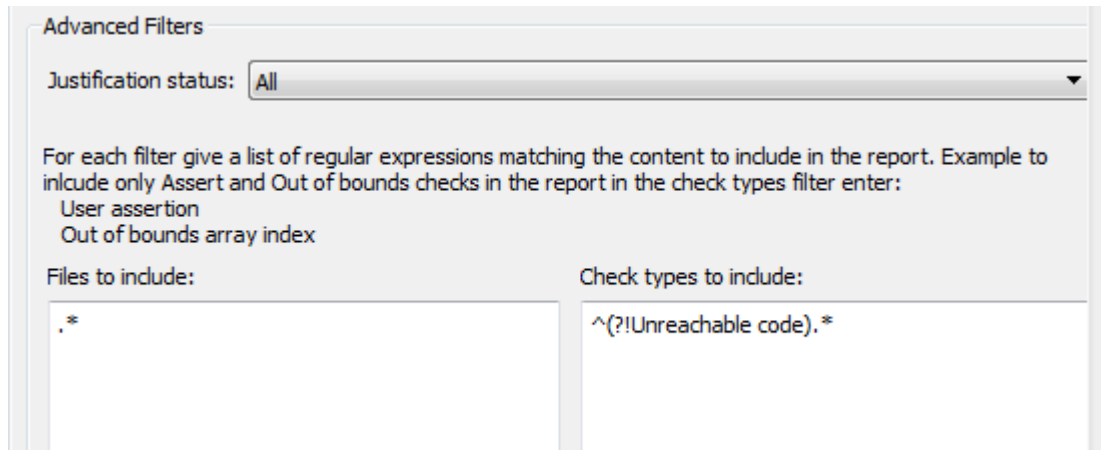 Advanced Filters
Justification status: All
For each filter give a list of regular expressions matching the content to include in the report. Example to
inlcude only Assert and Out of bounds checks in the report in the check types filter enter:
User assertion
Out of bounds array index
Files to include: Check types to include:
.* ^(?!Unreachable code).*